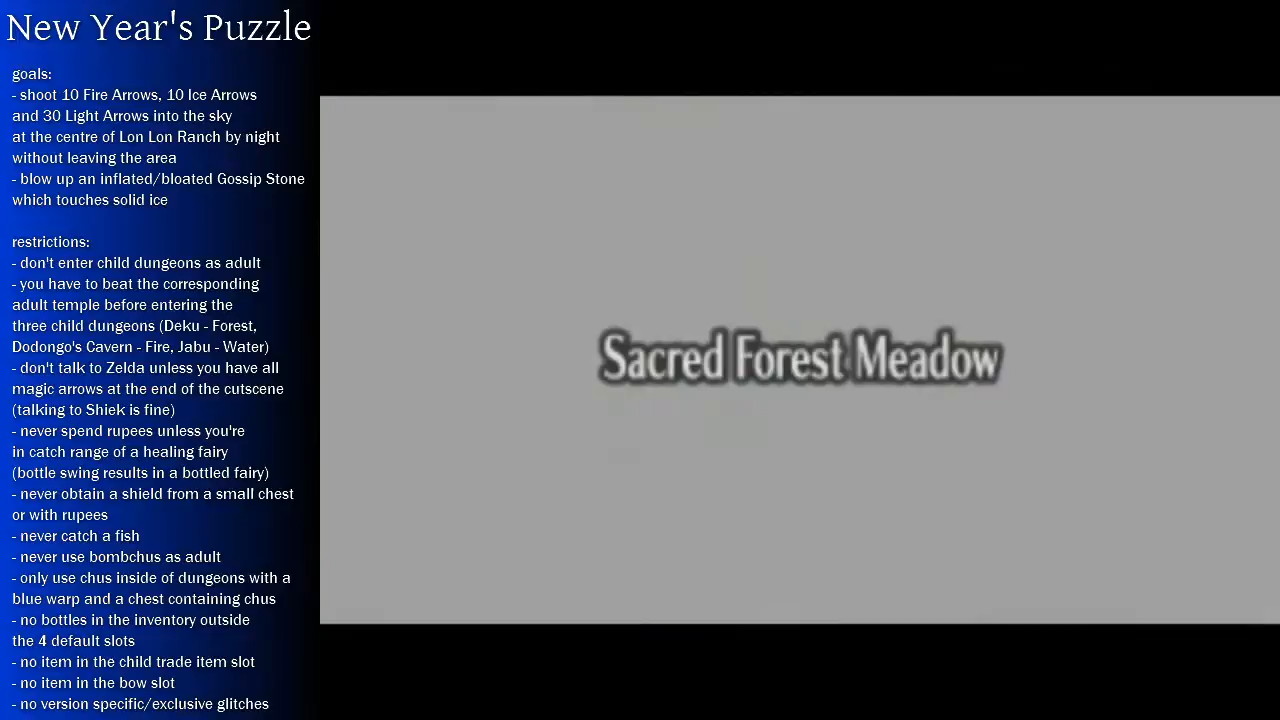 New Year's Puzzle
goals:
- shoot 10 Fire Arrows, 10 Ice Arrows
and 30 Light Arrows into the sky
at the centre of Lon Lon Ranch by night
without leaving the area
- blow up an inflated/bloated Gossip Stone
which touches solid ice
restrictions:
- don't enter child dungeons as adult
- you have to beat the corresponding
adult temple before entering the
three child dungeons (Deku - Forest,
Dodongo's Cavern - Fire, Jabu - Water)
- don't talk to Zelda unless you have all
magic arrows at the end of the cutscene
(talking to Shiek is fine)
- never spend rupees unless you're
in catch range of a healing fairy
(bottle swing results in a bottled fairy)
- never obtain a shield from a small chest
or with rupees
- never catch a fish
- never use bombchus as adult
- only use chus inside of dungeons with a
blue warp and a chest containing chus
- no bottles in the inventory outside
the 4 default slots
- no item in the child trade item slot
- no item in the bow slot
- no version specific/exclusive glitches
Sacred Forest Meadow